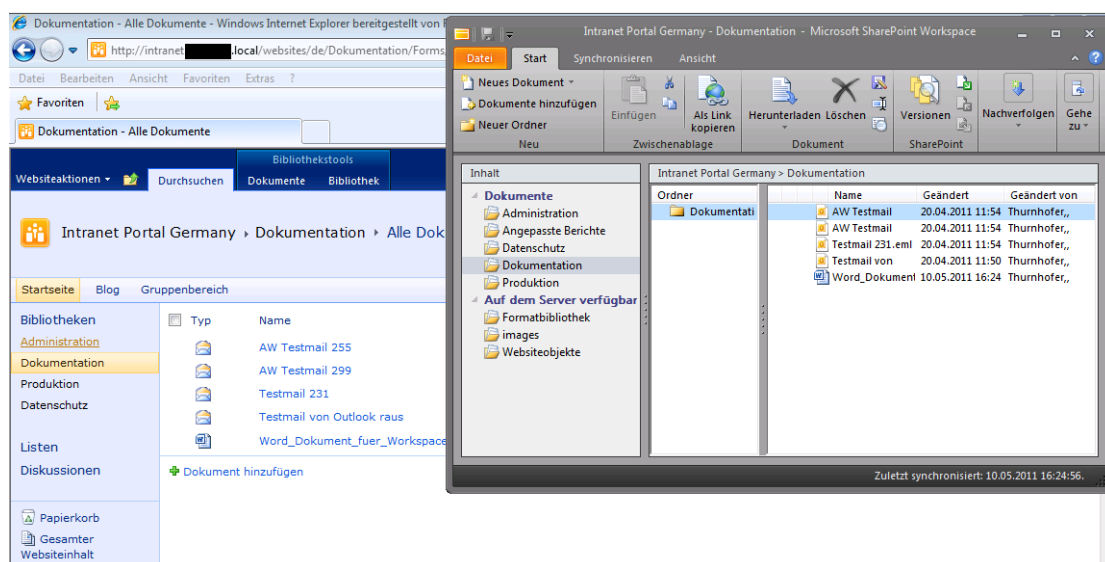 Dokumentation - Alle Dokumente - Windows Internet Explorer bereitgestellt von
http://intranet .local/websites/de/Dokumentation/Forms
Datei Bearbeiten Ansicht Favoriten Extras ?
Favoriten
Dokumentation - Alle Dokumente
Bibliothekstools
Websiteaktionen Durchsuchen Dokumente Bibliothek
Intranet Portal Germany Dokumentation Alle Dok
Startseite Blog Gruppenbereich
Bibliotheken
Administration
Dokumentation
Produktion
Datenschutz
Listen
Diskussionen
Papierkorb
Gesamter
Websiteinhalt
Typ Name
AW Testmail 255
AW Testmail 299
Testmail 231
Testmail von Outlook raus
Word_Dokument_fuer_Workspace
Dokument hinzufügen
Intranet Portal Germany - Dokumentation - Microsoft SharePoint Workspace
Datei Start Synchronisieren Ansicht
Neues Dokument
Dokumente hinzufügen
Neuer Ordner
Neu
Einfügen
Als Link
kopieren
Zwischenablage
Herunterladen Löschen
Dokument
Versionen
SharePoint
Nachverfolgen
Gehe
zu
Inhalt
Dokumente
Administration
Angepasste Berichte
Datenschutz
Dokumentation
Produktion
Auf dem Server verfügbar
Formatbibliothek
images
Websiteobjekte
Intranet Portal Germany > Dokumentation
Ordner
Dokumentati
Name Geändert Geändert von
AW Testmail 20.04.2011 11:54 Thurnhofer,,
AW Testmail 20.04.2011 11:54 Thurnhofer,,
Testmail 231.eml 20.04.2011 11:54 Thurnhofer,,
Testmail von 20.04.2011 11:50 Thurnhofer,,
Word_Dokument 10.05.2011 16:24 Thurnhofer,,
Zuletzt synchronisiert: 10.05.2011 16:24:56.